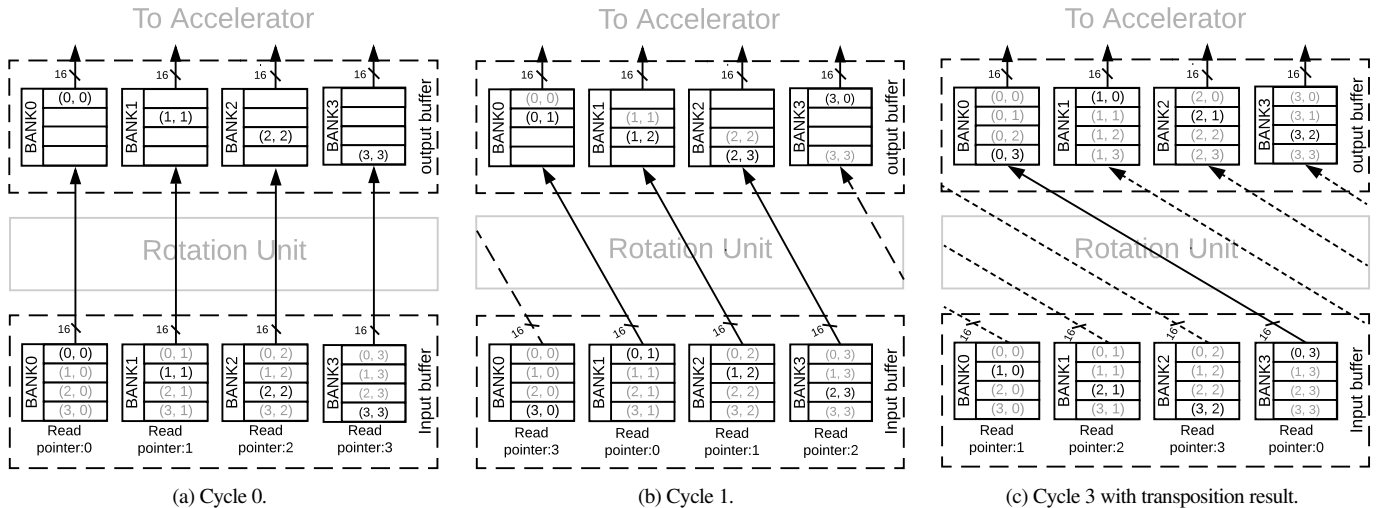 To Accelerator
16 16 16 16
BANK0 BANK1 BANK2 BANK3 output buffer
(0, 0)
(1, 1)
(2, 2)
(3, 3)
Rotation Unit
16 16 16 16
BANK0 BANK1 BANK2 BANK3 Input buffer
(0, 0) (0, 1) (0, 2) (0, 3)
(1, 0) (1, 1) (1, 2) (1, 3)
(2, 0) (2, 1) (2, 2) (2, 3)
(3, 0) (3, 1) (3, 2) (3, 3)
Read Read Read Read
pointer:0 pointer:1 pointer:2 pointer:3
(a) Cycle 0.
To Accelerator
16 16 16 16
BANK0 BANK1 BANK2 BANK3 output buffer
(0, 0) (3, 0)
(0, 1) (1, 1)
(1, 2) (2, 2)
(2, 3) (3, 3)
Rotation Unit
16 16 16 16
BANK0 BANK1 BANK2 BANK3 Input buffer
(0, 0) (0, 1) (0, 2) (0, 3)
(1, 0) (1, 1) (1, 2) (1, 3)
(2, 0) (2, 1) (2, 2) (2, 3)
(3, 0) (3, 1) (3, 2) (3, 3)
Read Read Read Read
pointer:3 pointer:0 pointer:1 pointer:2
(b) Cycle 1.
To Accelerator
16 16 16 16
BANK0 BANK1 BANK2 BANK3 output buffer
(0, 0) (1, 0) (2, 0) (3, 0)
(0, 1) (1, 1) (2, 1) (3, 1)
(0, 2) (1, 2) (2, 2) (3, 2)
(0, 3) (1, 3) (2, 3) (3, 3)
Rotation Unit
16 16 16 16
BANK0 BANK1 BANK2 BANK3 Input buffer
(0, 0) (0, 1) (0, 2) (0, 3)
(1, 0) (1, 1) (1, 2) (1, 3)
(2, 0) (2, 1) (2, 2) (2, 3)
(3, 0) (3, 1) (3, 2) (3, 3)
Read Read Read Read
pointer:1 pointer:2 pointer:3 pointer:0
(c) Cycle 3 with transposition result.